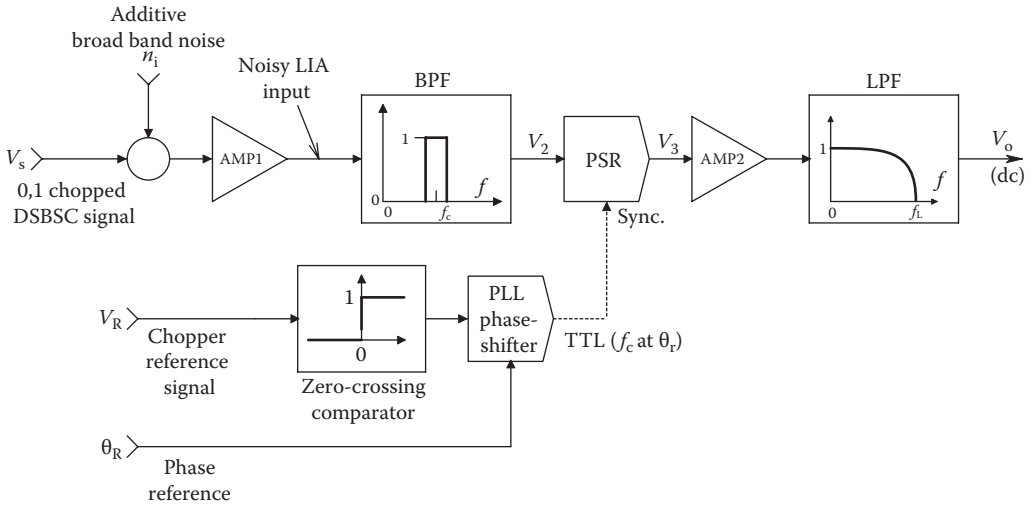 Additive
broad band noise
n_i
Noisy LIA
input
BPF
LPF
V_s
0,1 chopped
DSBSC signal
AMP1
1
0
0
f_c
f
V_2
PSR
Sync.
V_3
AMP2
1
0
f_L
f
V_o
(dc)
V_R
Chopper
reference
signal
1
0
Zero-crossing
comparator
PLL
phase-
shifter
TTL (f_c at θ_r)
θ_R
Phase
reference